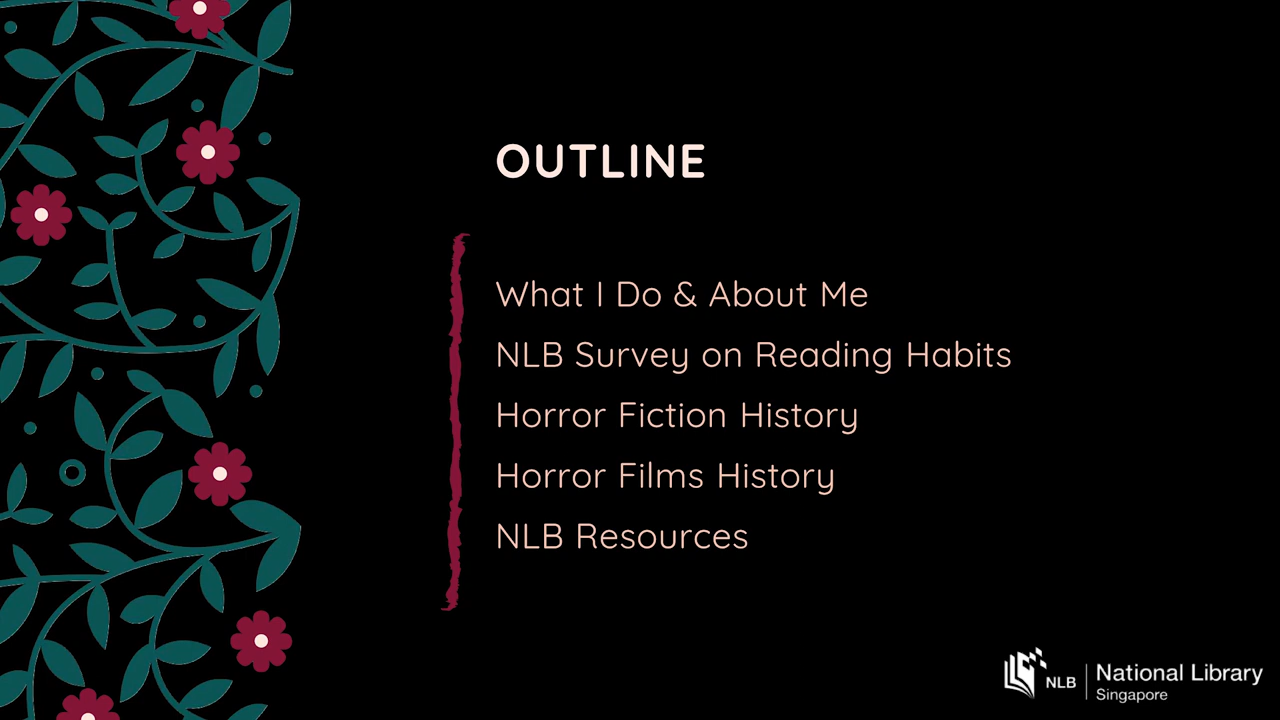 OUTLINE
What I Do & About Me
NLB Survey on Reading Habits
Horror Fiction History
Horror Films History
NLB Resources
NLB
National Library
Singapore